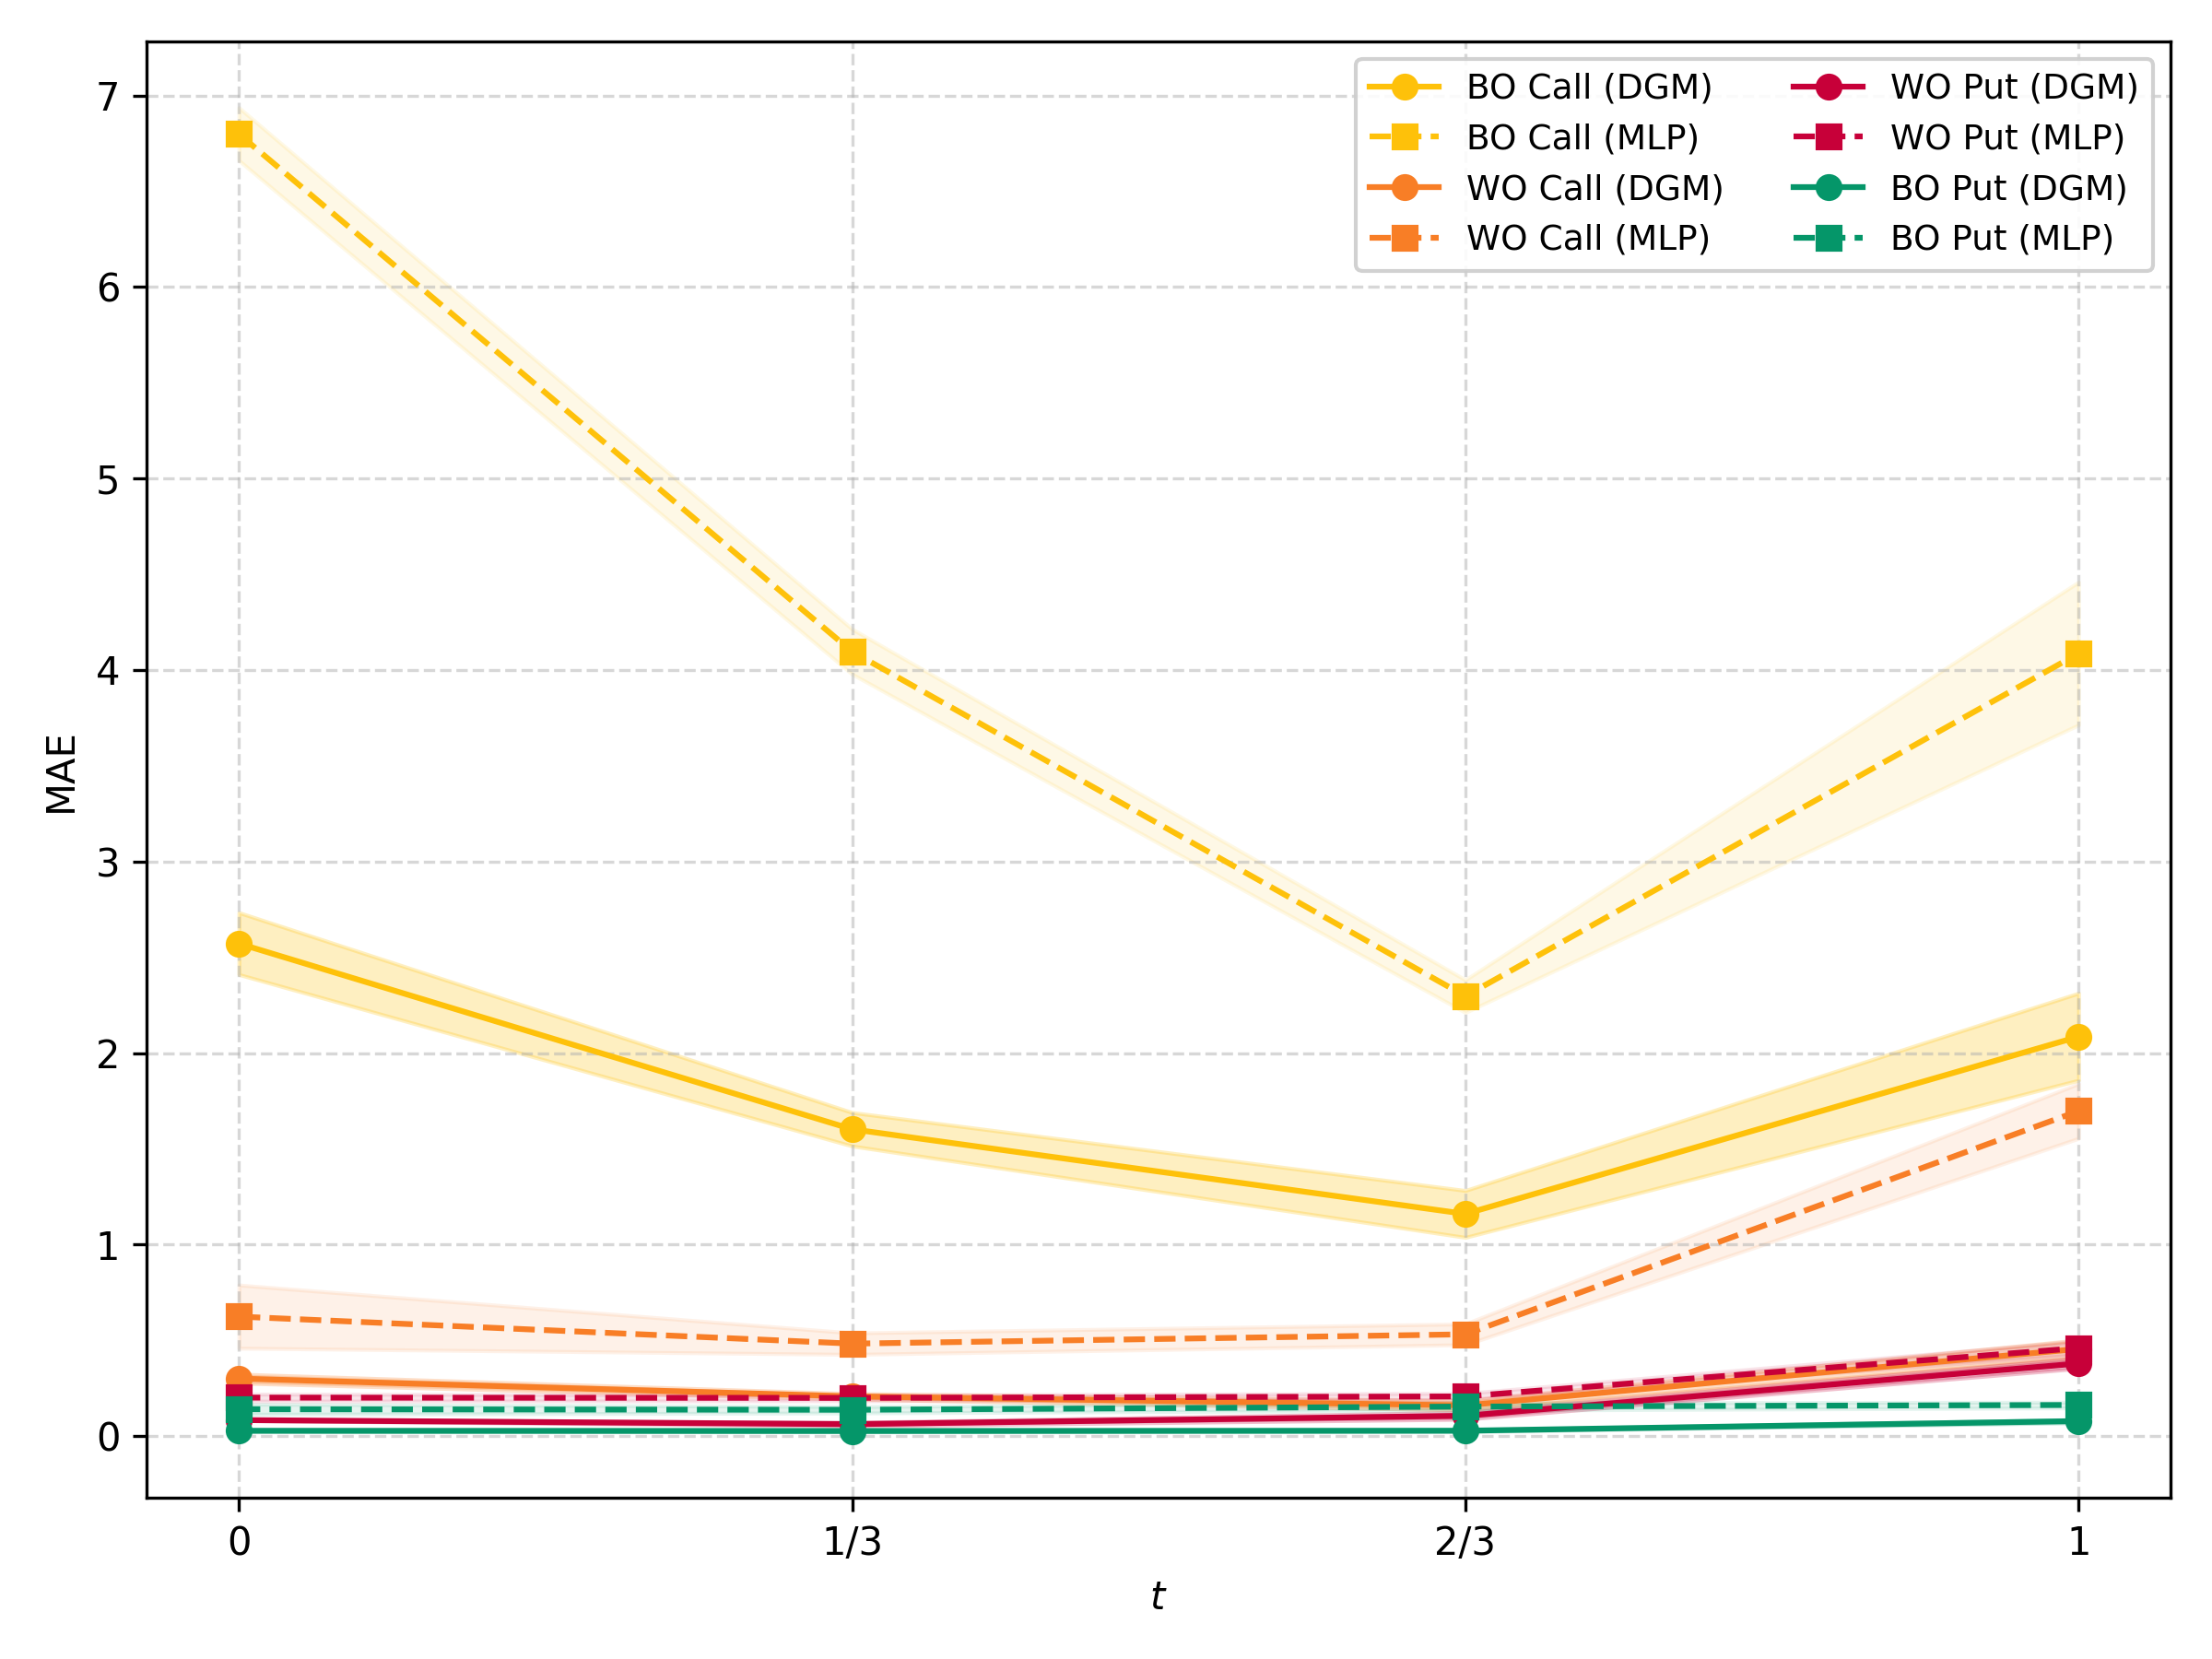 BO Call (DGM)
BO Call (MLP)
WO Call (DGM)
WO Call (MLP)
WO Put (DGM)
WO Put (MLP)
BO Put (DGM)
BO Put (MLP)
7
6
5
4
3
2
1
0
MAE
0 1/3 2/3 1
t